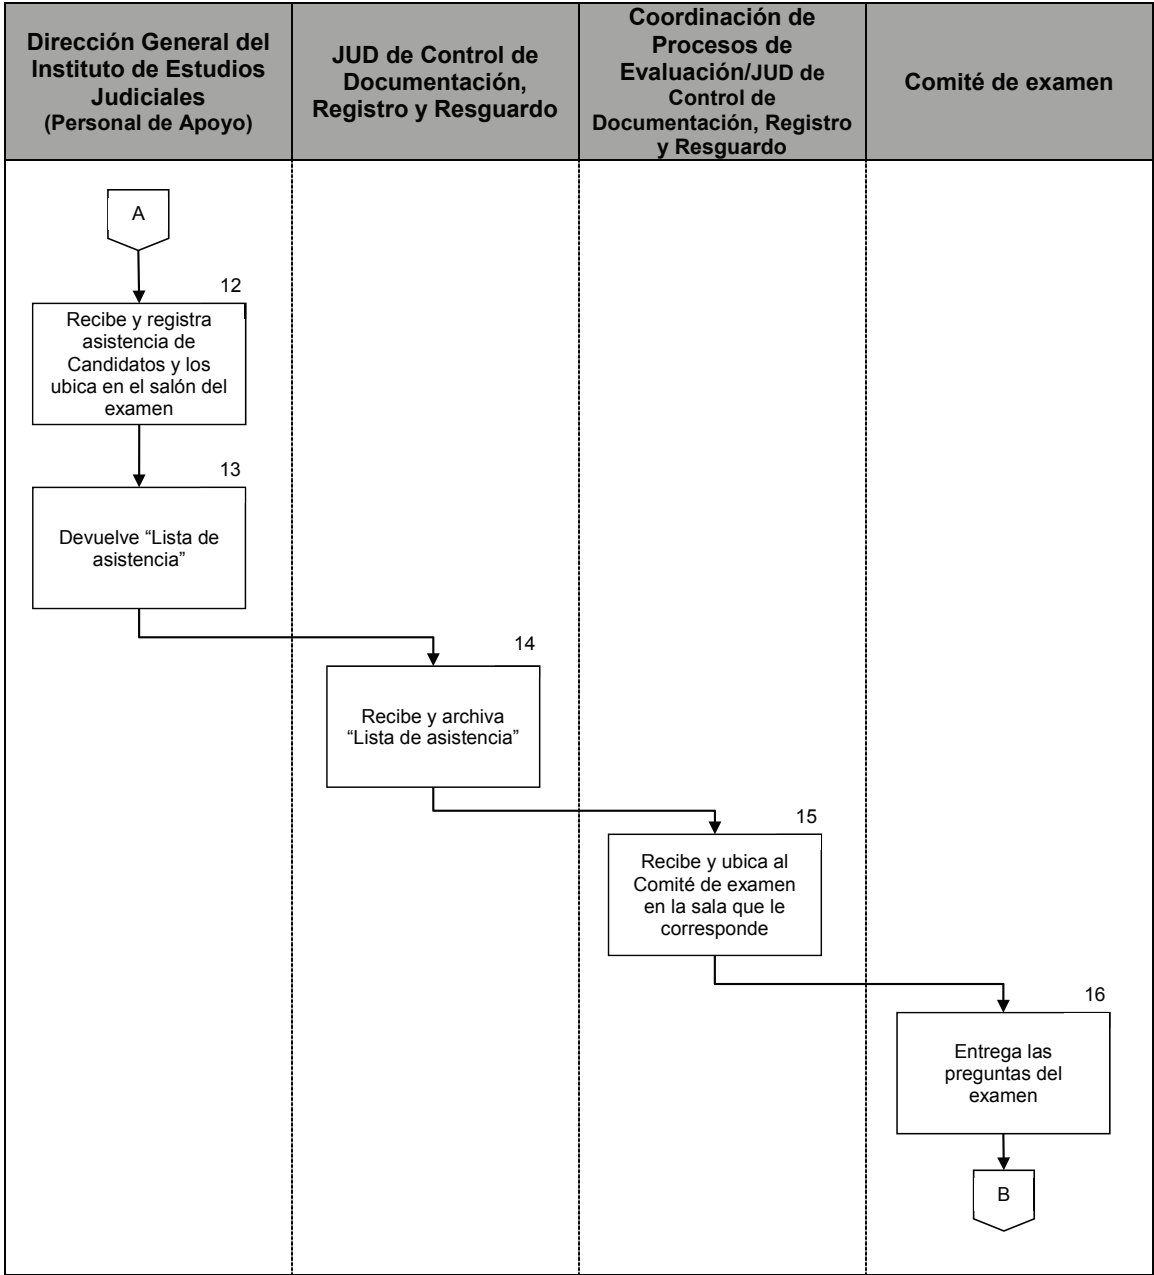 Dirección General del
Instituto de Estudios
Judiciales
(Personal de Apoyo)
JUD de Control de
Documentación,
Registro y Resguardo
Coordinación de
Procesos de
Evaluación/JUD de
Control de
Documentación, Registro
y Resguardo
Comité de examen
A
12
Recibe y registra
asistencia de
Candidatos y los
ubica en el salón del
examen
13
Devuelve “Lista de
asistencia”
14
Recibe y archiva
“Lista de asistencia”
15
Recibe y ubica al
Comité de examen
en la sala que le
corresponde
16
Entrega las
preguntas del
examen
B